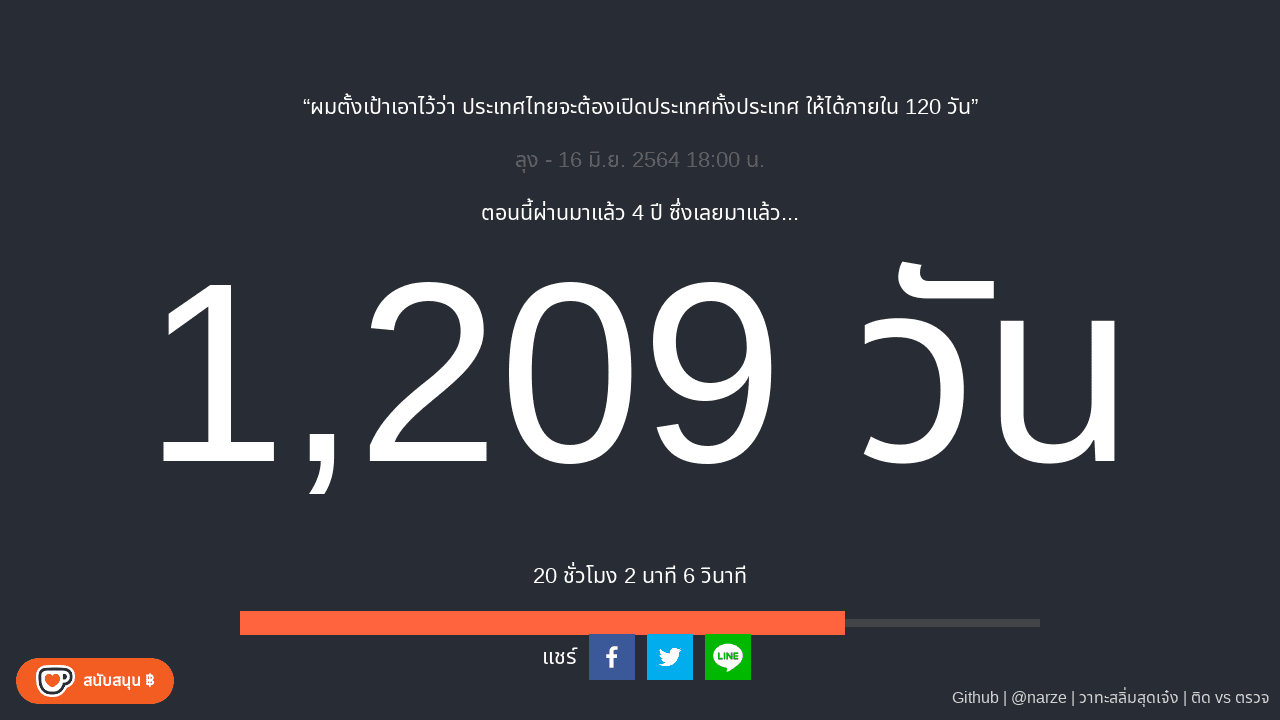 “ผมตั้งเป้าเอาไว้ว่า ประเทศไทยจะต้องเปิดประเทศทั้งประเทศ ให้ได้ภายใน 120 วัน”
ลุง - 16 มิ.ย. 2564 18:00 น.
ตอนนี้ผ่านมาแล้ว 4 ปี ซึ่งเลยมาแล้ว...
1,209 วัน
20 ชั่วโมง 2 นาที 6 วินาที
แชร์
LINE
สนับสนุน ฿
Github | @narze | วาทะสลิ่มสุดเจ๋ง | ติด vs ตรวจ